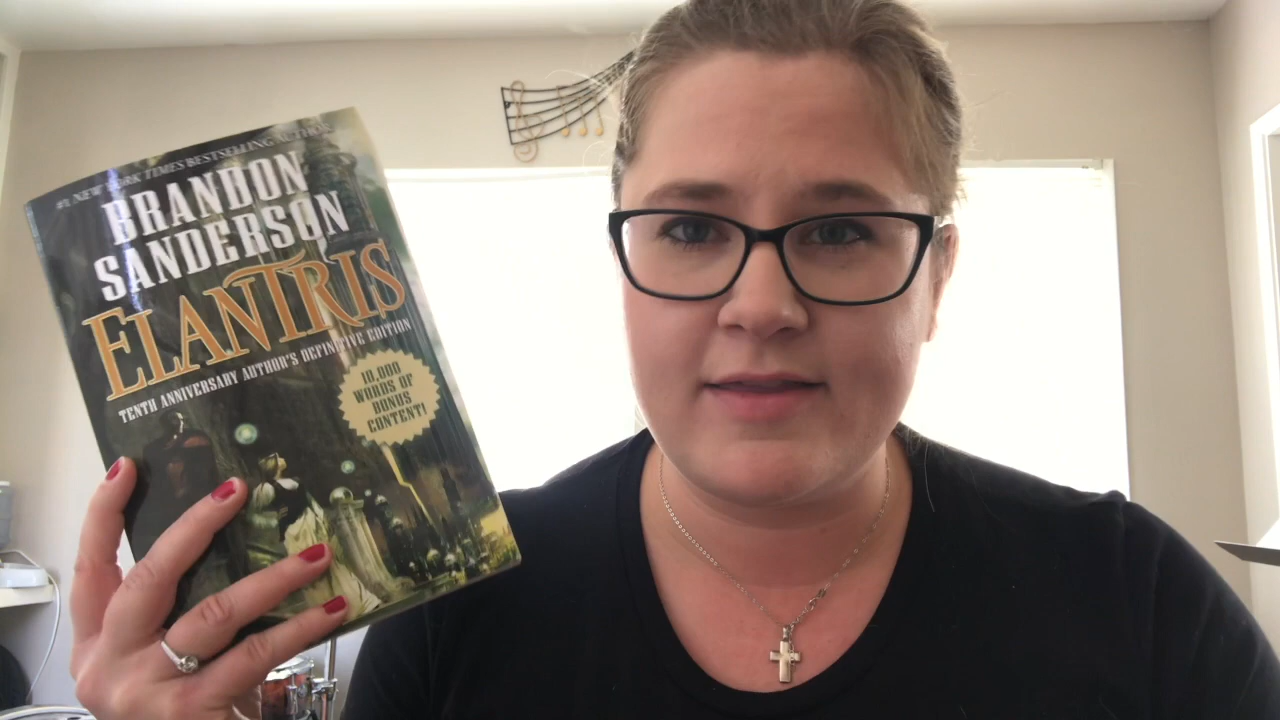 #1 NEW YORK TIMES BESTSELLING AUTHOR
BRANDON
SANDERSON
ELANTRIS
TENTH ANNIVERSARY AUTHOR'S DEFINITIVE EDITION
10,000
WORDS OF
BONUS
CONTENT!